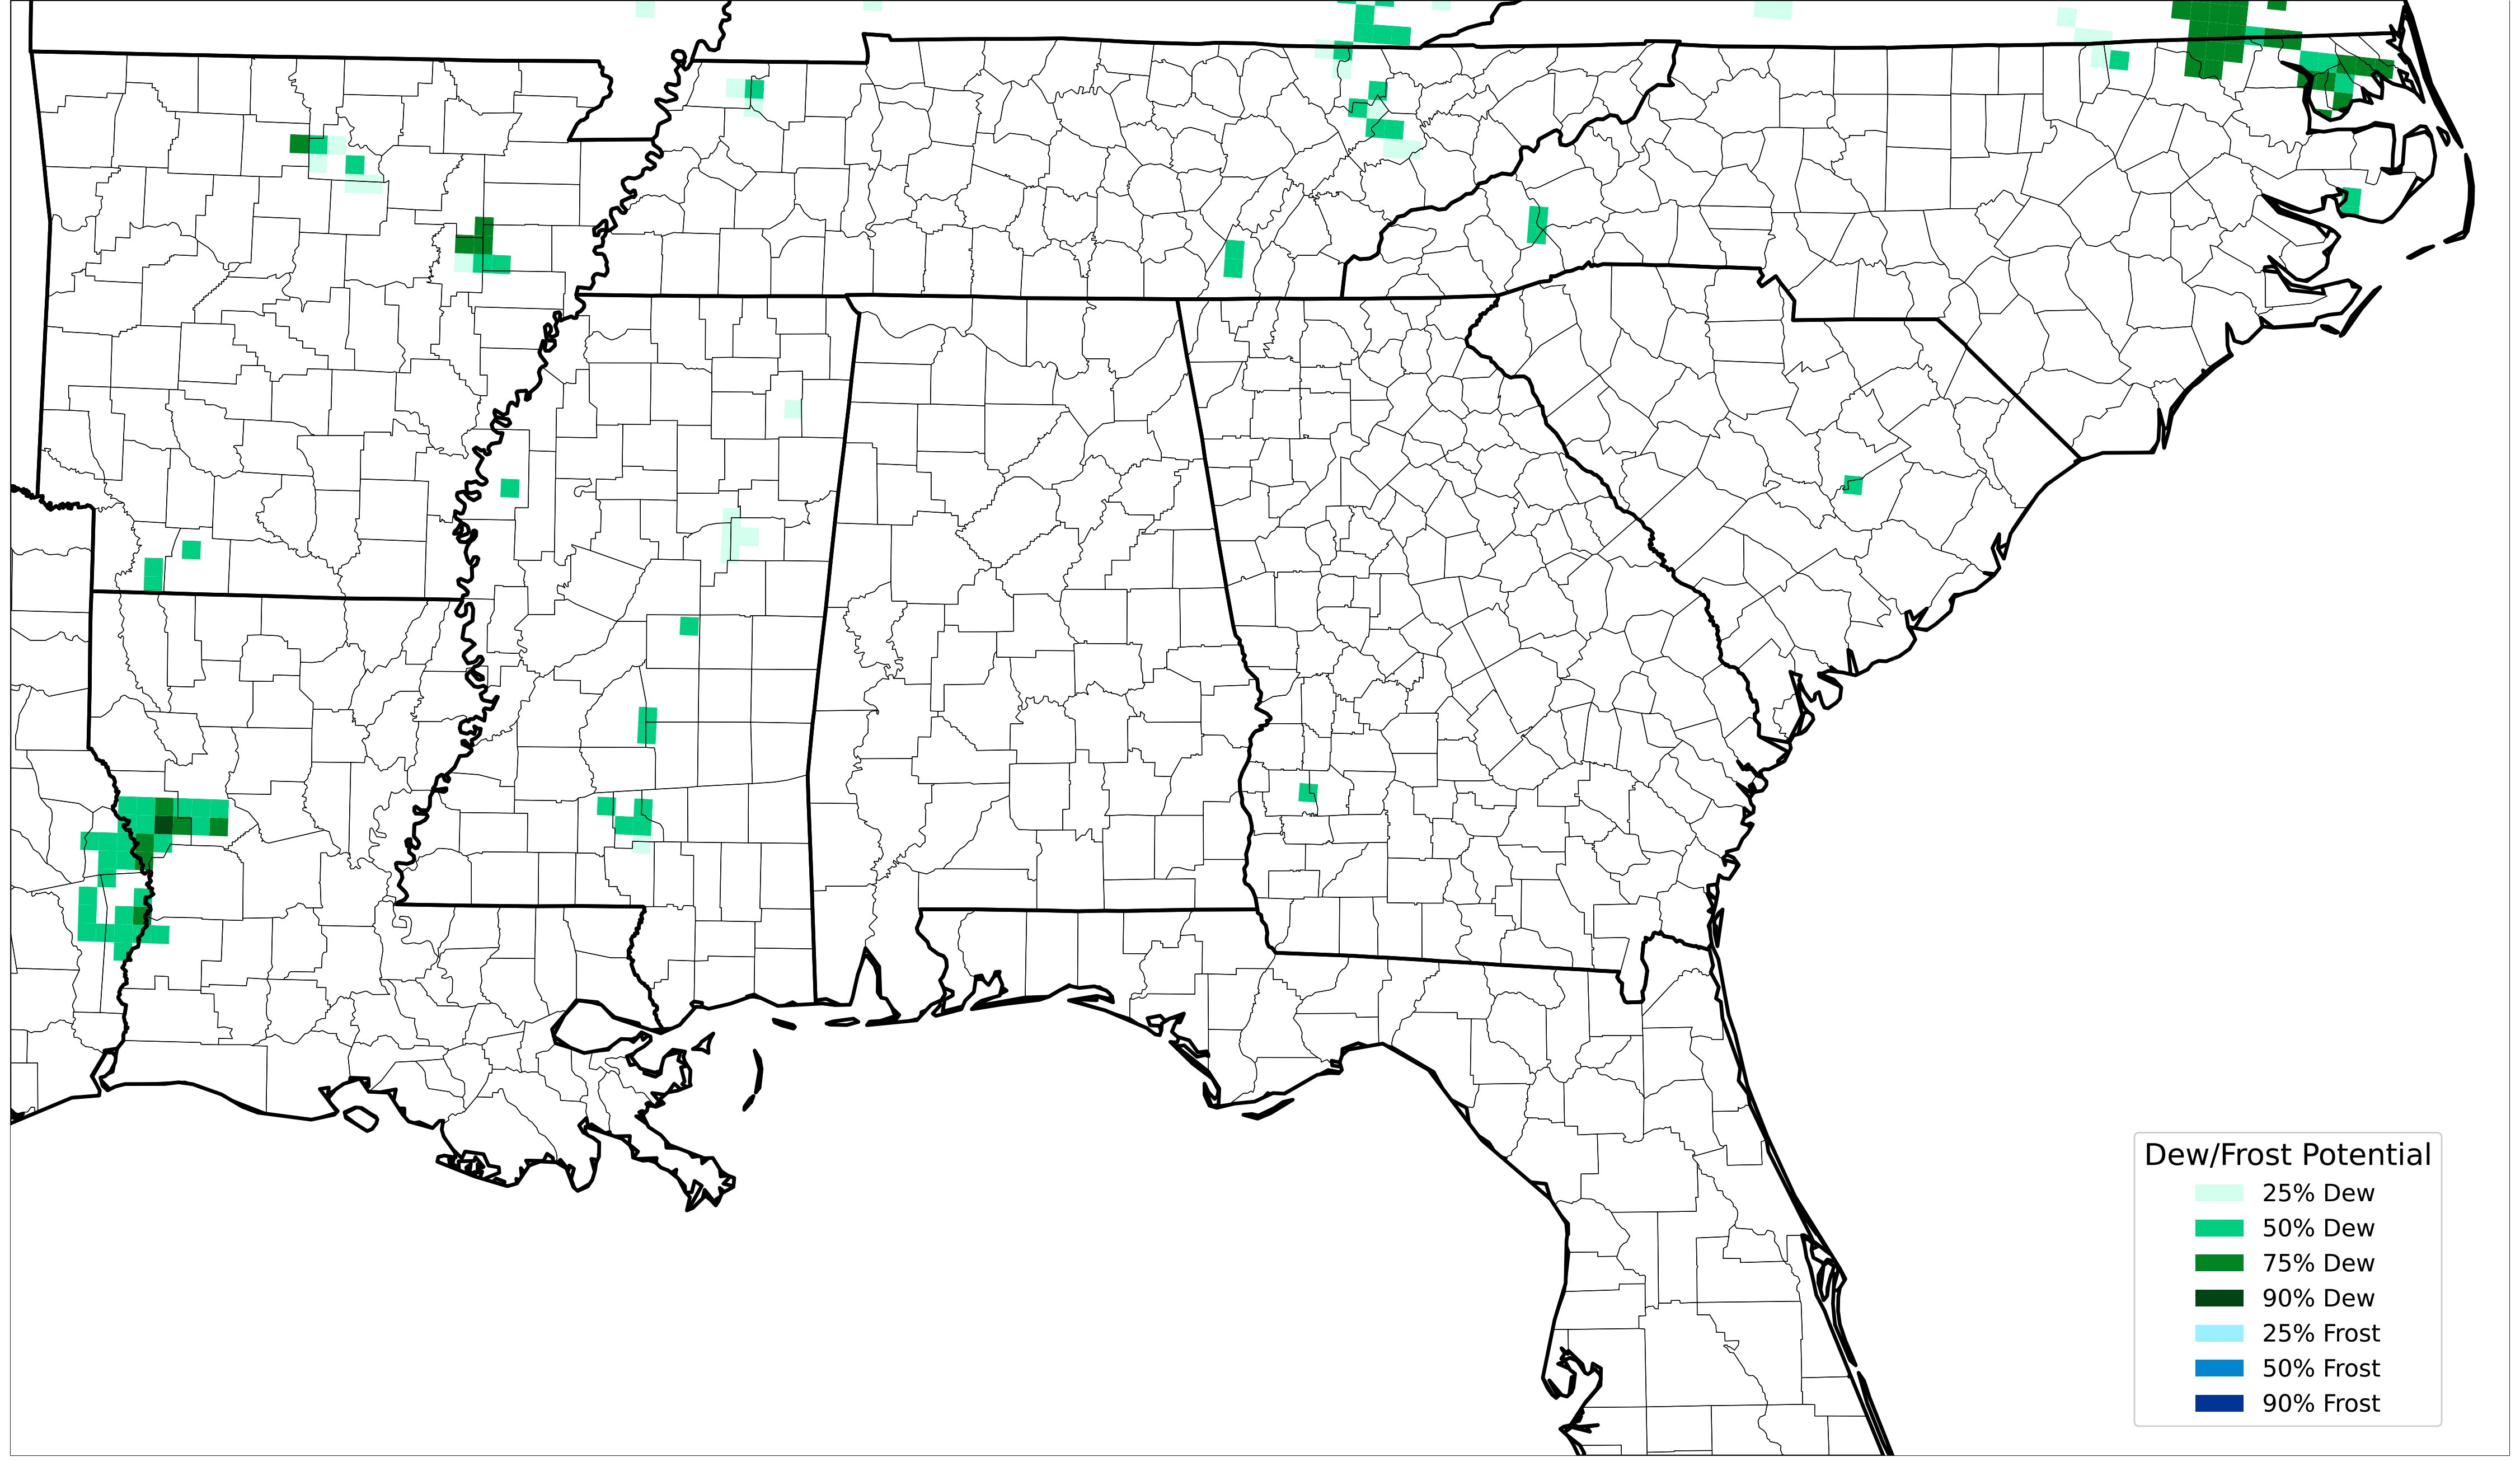 Dew/Frost Potential
25% Dew
50% Dew
75% Dew
90% Dew
25% Frost
50% Frost
90% Frost